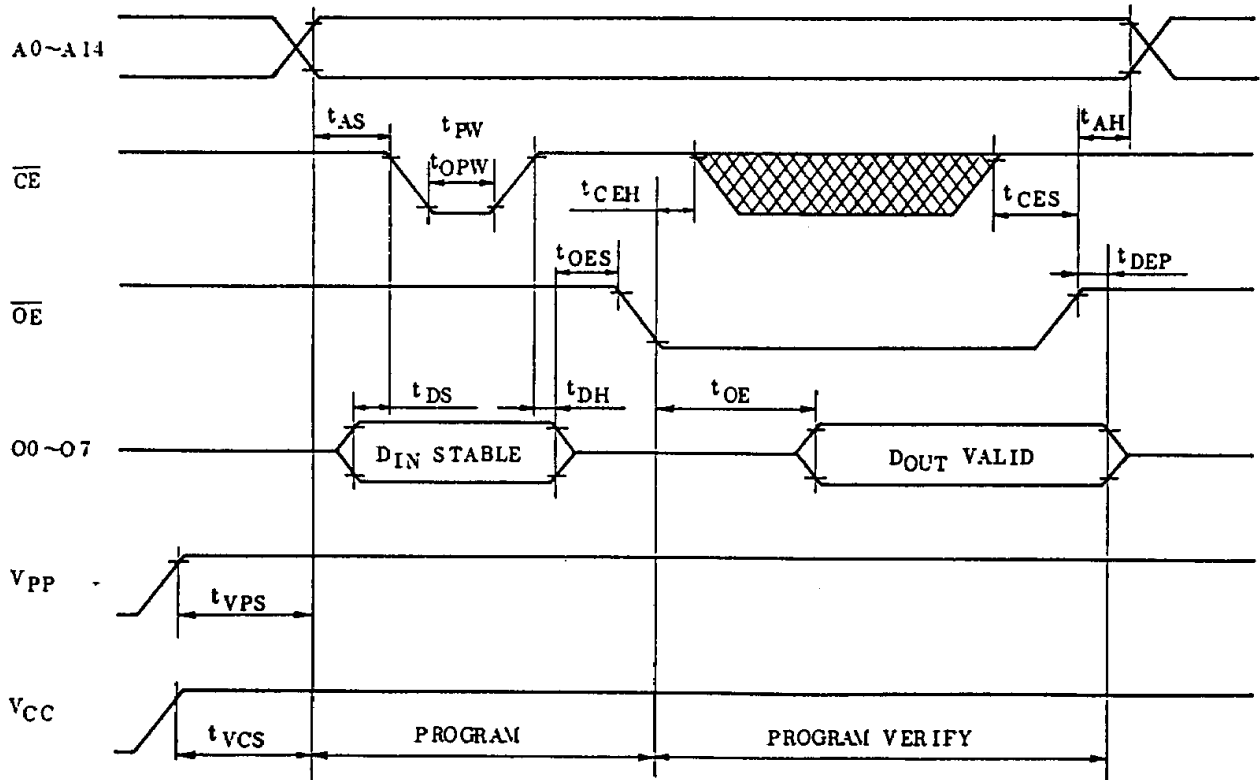 A0~A14
tAS
tPW
tAH
CE
tOPW
tCEH
tCES
tOES
tDEP
OE
tDS
tDH
tOE
O0~O7
DIN STABLE
DOUT VALID
VPP
tVPS
VCC
tVCS
PROGRAM
PROGRAM VERIFY